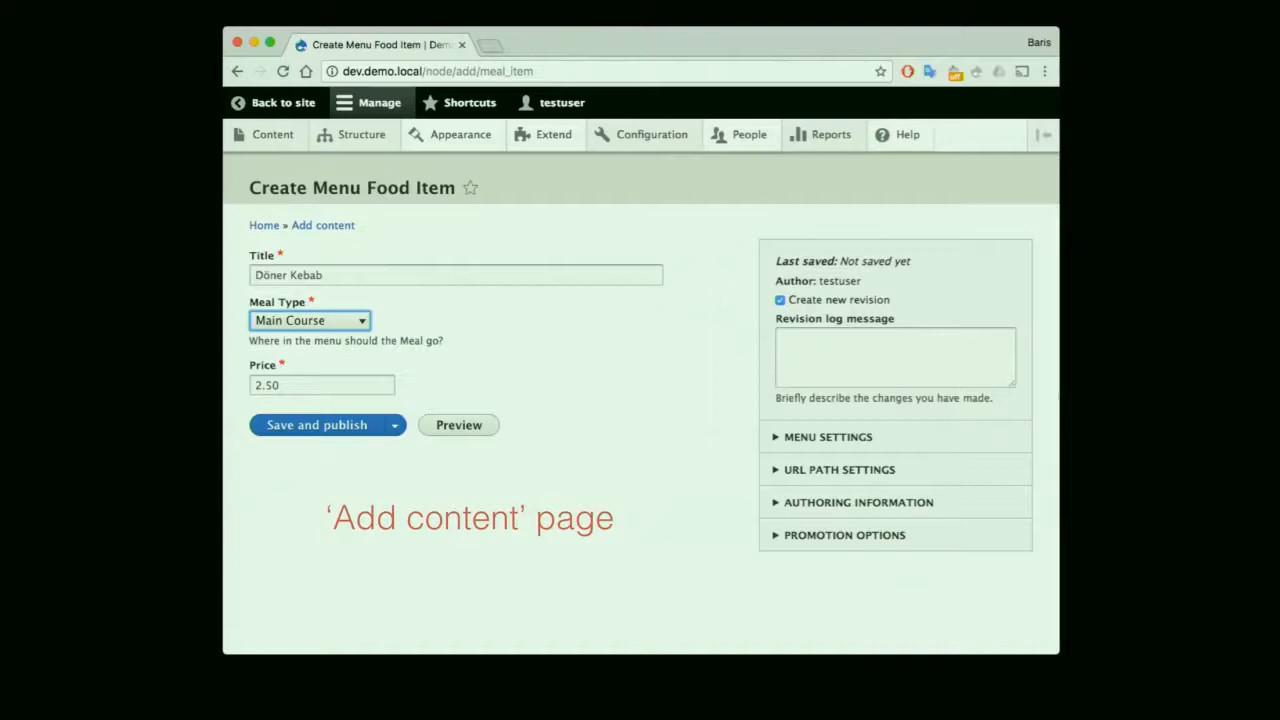 Create Menu Food Item | Dem
Baris
dev.demo.local/node/add/meal_item
off
Back to site Manage Shortcuts testuser
Content Structure Appearance Extend Configuration People Reports Help
Create Menu Food Item
Home » Add content
Title *
Döner Kebab
Meal Type *
Main Course
Where in the menu should the Meal go?
Price *
2.50
Save and publish Preview
‘Add content’ page
Last saved: Not saved yet
Author: testuser
Create new revision
Revision log message
Briefly describe the changes you have made.
MENU SETTINGS
URL PATH SETTINGS
AUTHORING INFORMATION
PROMOTION OPTIONS